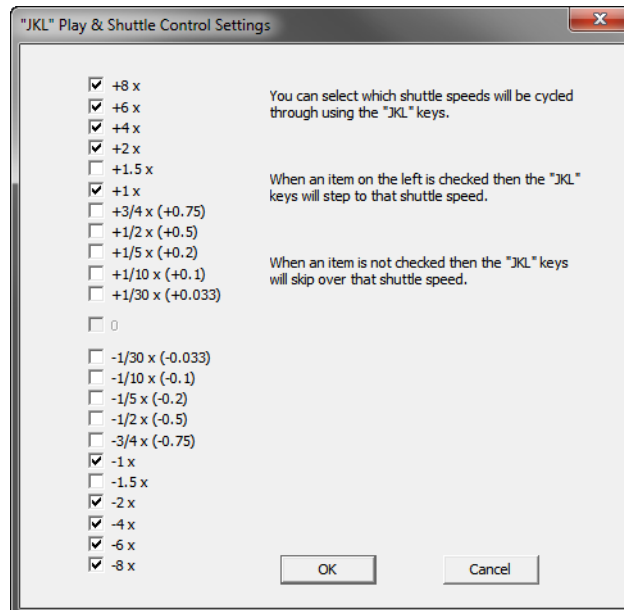 "JKL" Play & Shuttle Control Settings
+8 x
+6 x
+4 x
+2 x
+1.5 x
+1 x
+3/4 x (+0.75)
+1/2 x (+0.5)
+1/5 x (+0.2)
+1/10 x (+0.1)
+1/30 x (+0.033)
0
-1/30 x (-0.033)
-1/10 x (-0.1)
-1/5 x (-0.2)
-1/2 x (-0.5)
-3/4 x (-0.75)
-1 x
-1.5 x
-2 x
-4 x
-6 x
-8 x
You can select which shuttle speeds will be cycled
through using the "JKL" keys.
When an item on the left is checked then the "JKL"
keys will step to that shuttle speed.
When an item is not checked then the "JKL" keys
will skip over that shuttle speed.
OK
Cancel